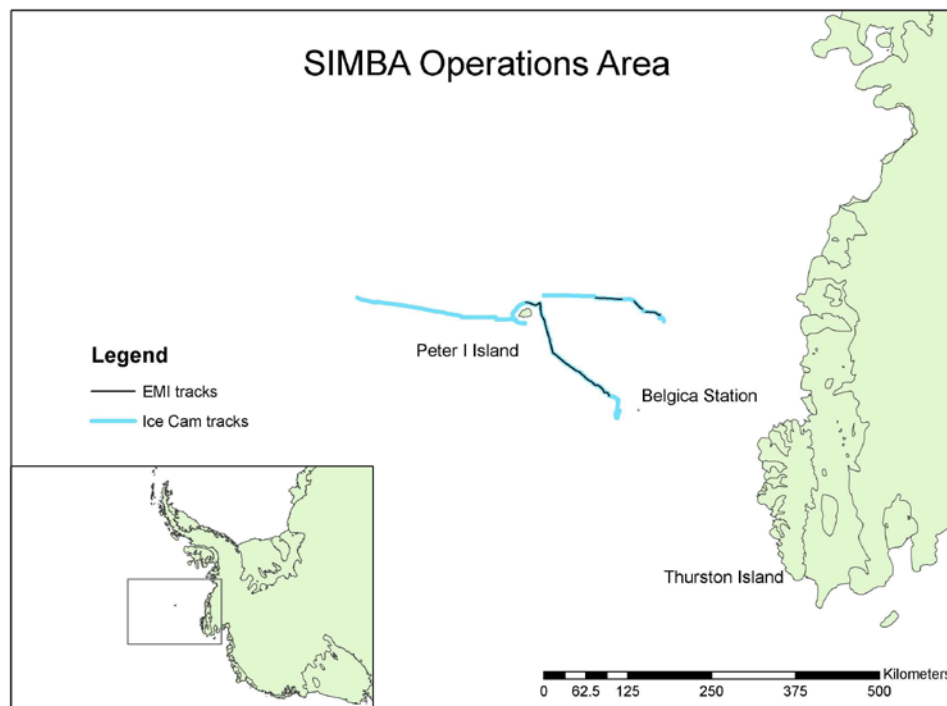 SIMBA Operations Area
Peter I Island
Legend
EMI tracks
Belgica Station
Ice Cam tracks
Thurston Island
Kilometers
0 62.5 125 250 375 500